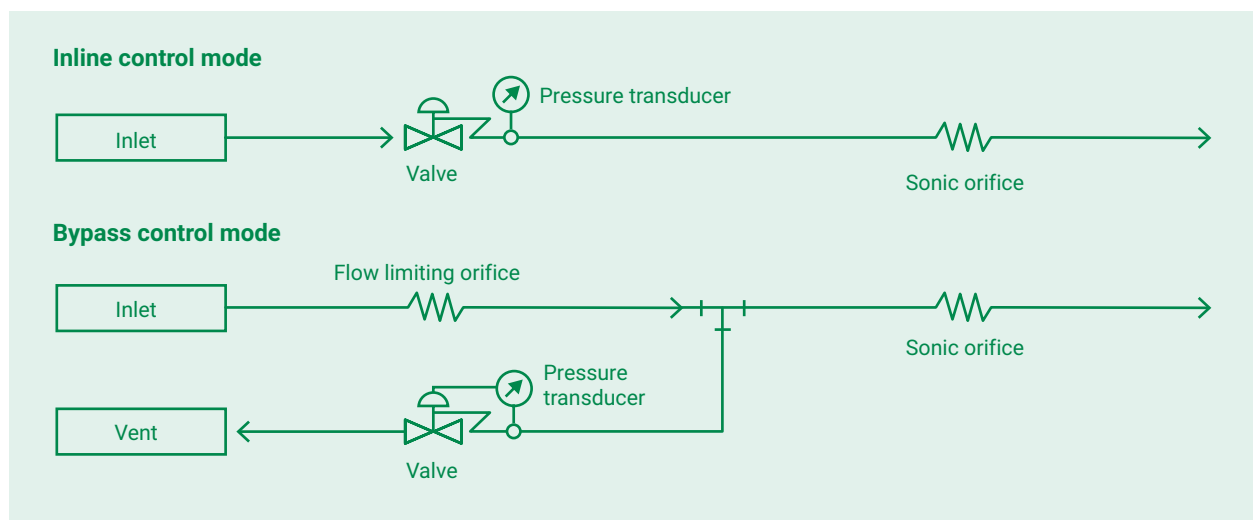 Inline control mode
Pressure transducer
Inlet
Valve
Sonic orifice
Bypass control mode
Flow limiting orifice
Inlet
Sonic orifice
Pressure
transducer
Vent
Valve